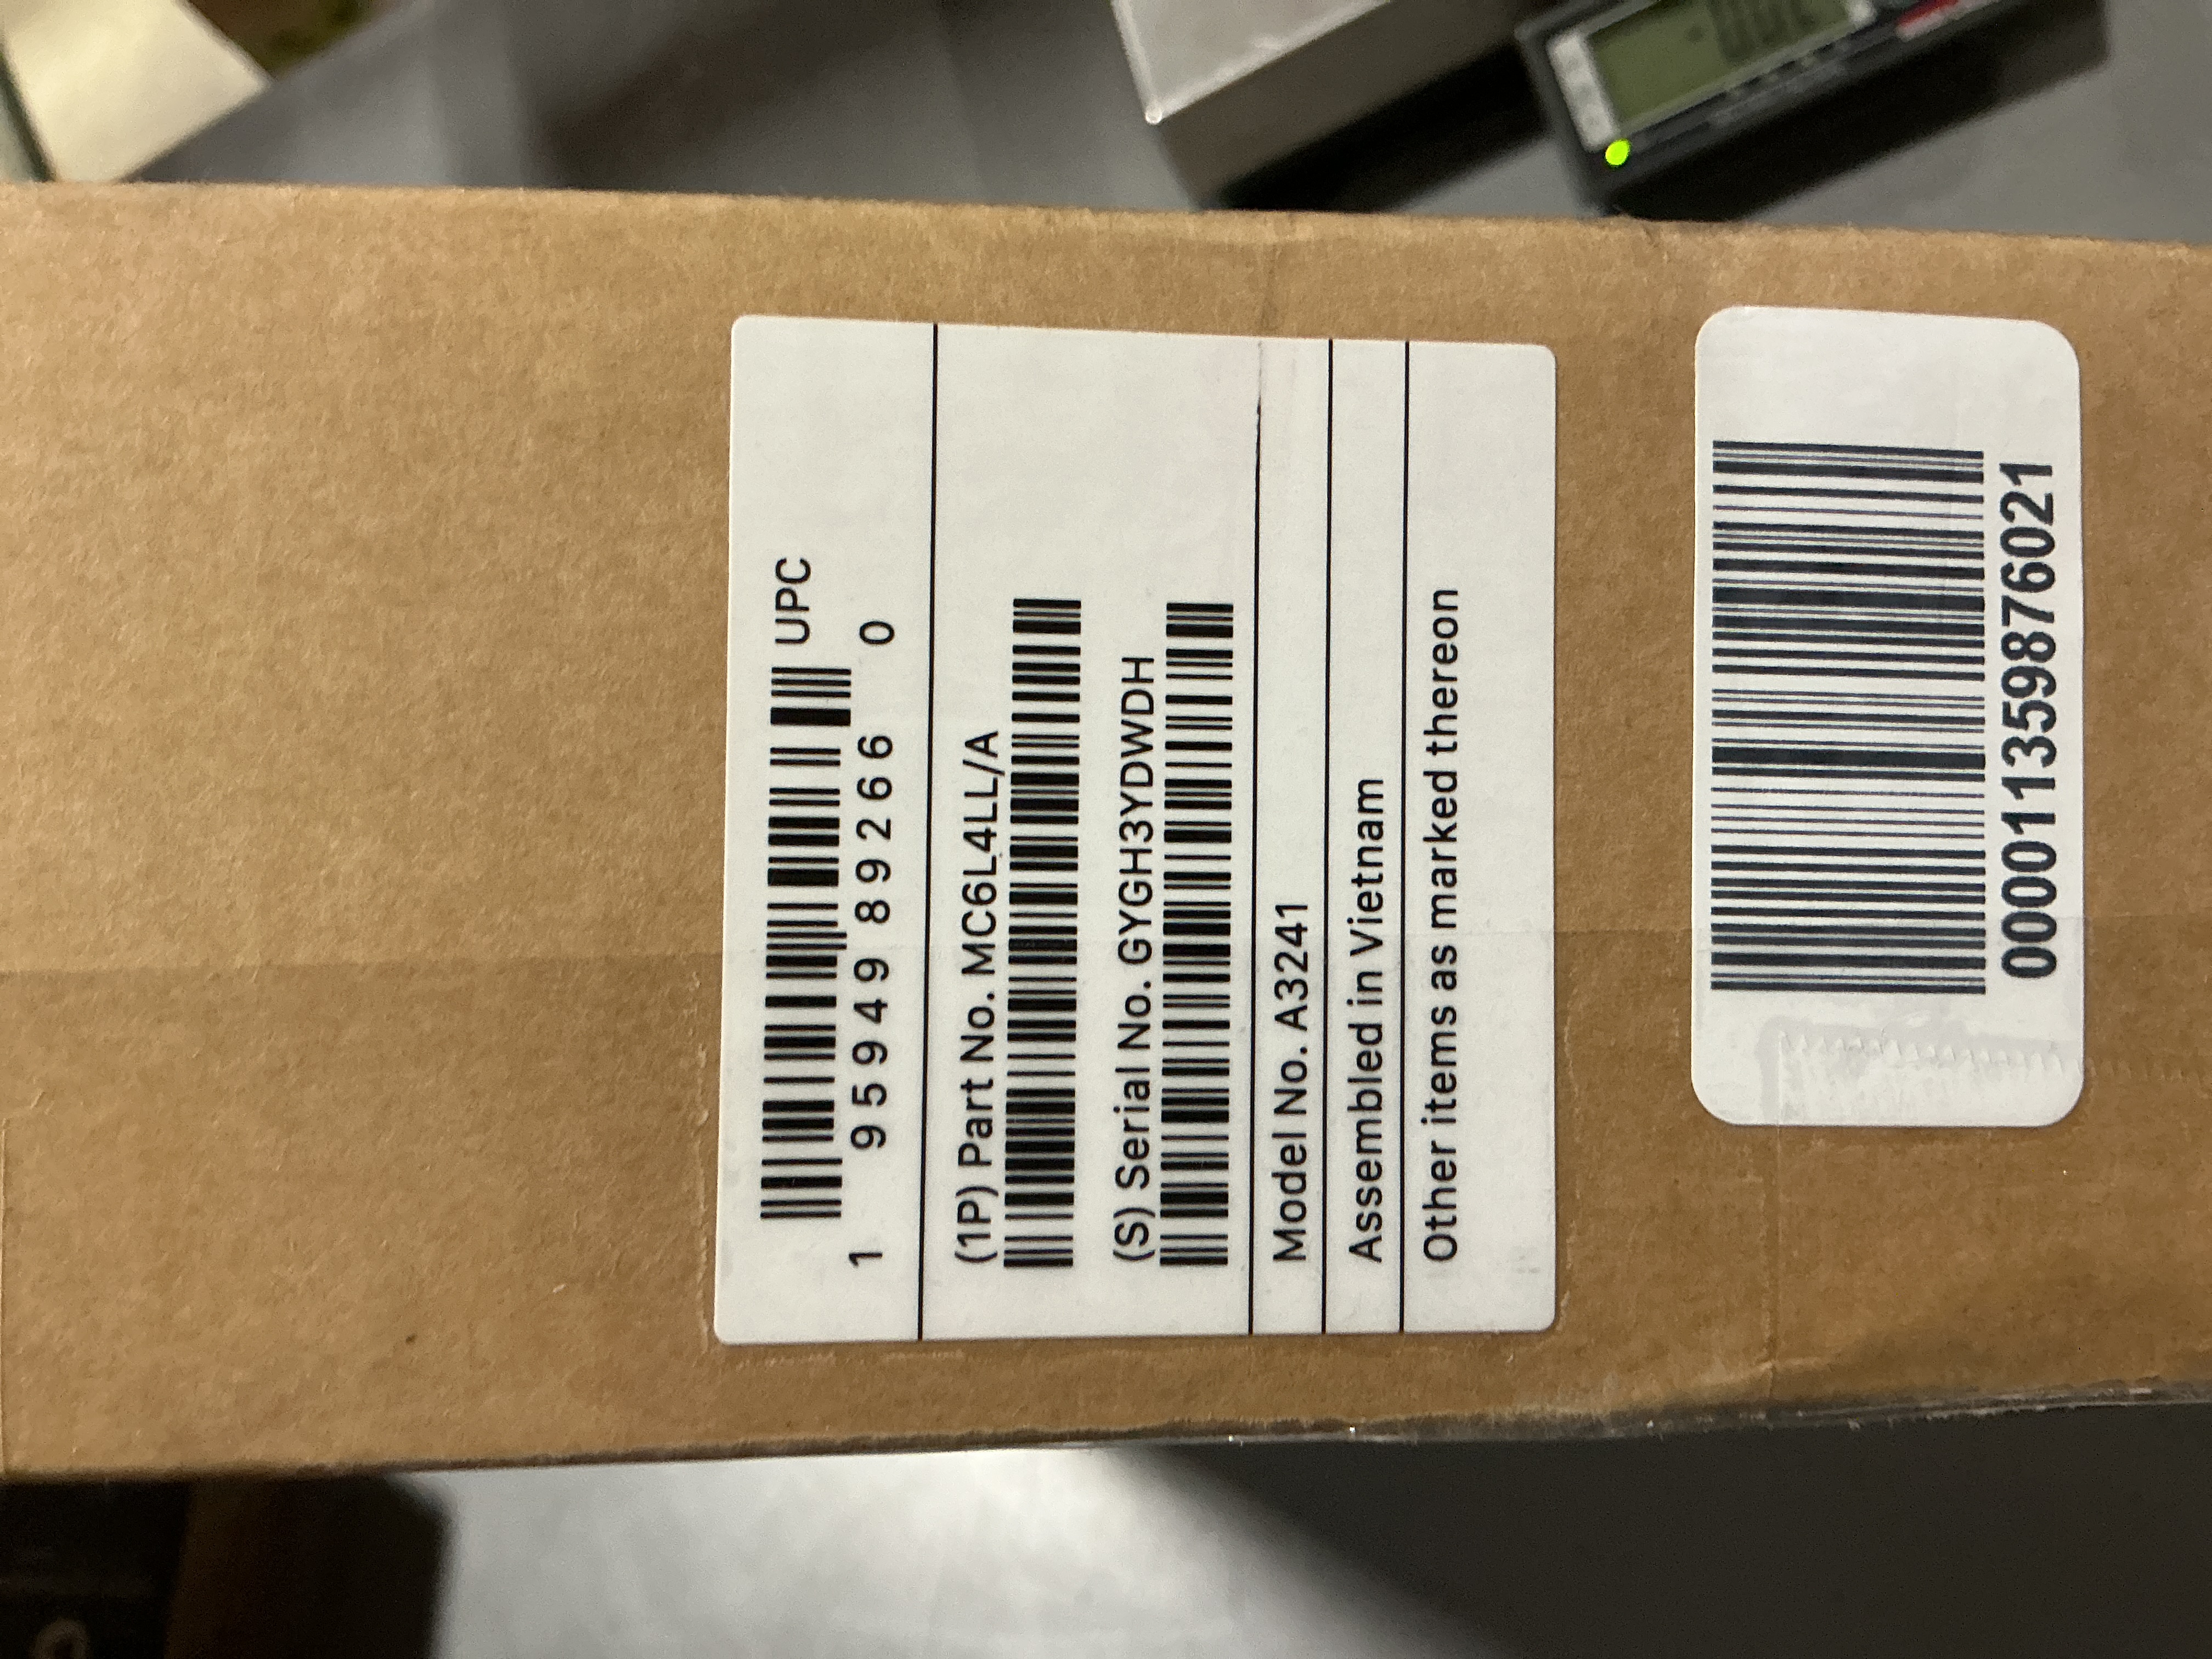 UPC
1 95949 89266 0
(1P) Part No. MC6L4LL/A
(S) Serial No. GYGH3YDWDH
Model No. A3241
Assembled in Vietnam
Other items as marked thereon
000011359876021